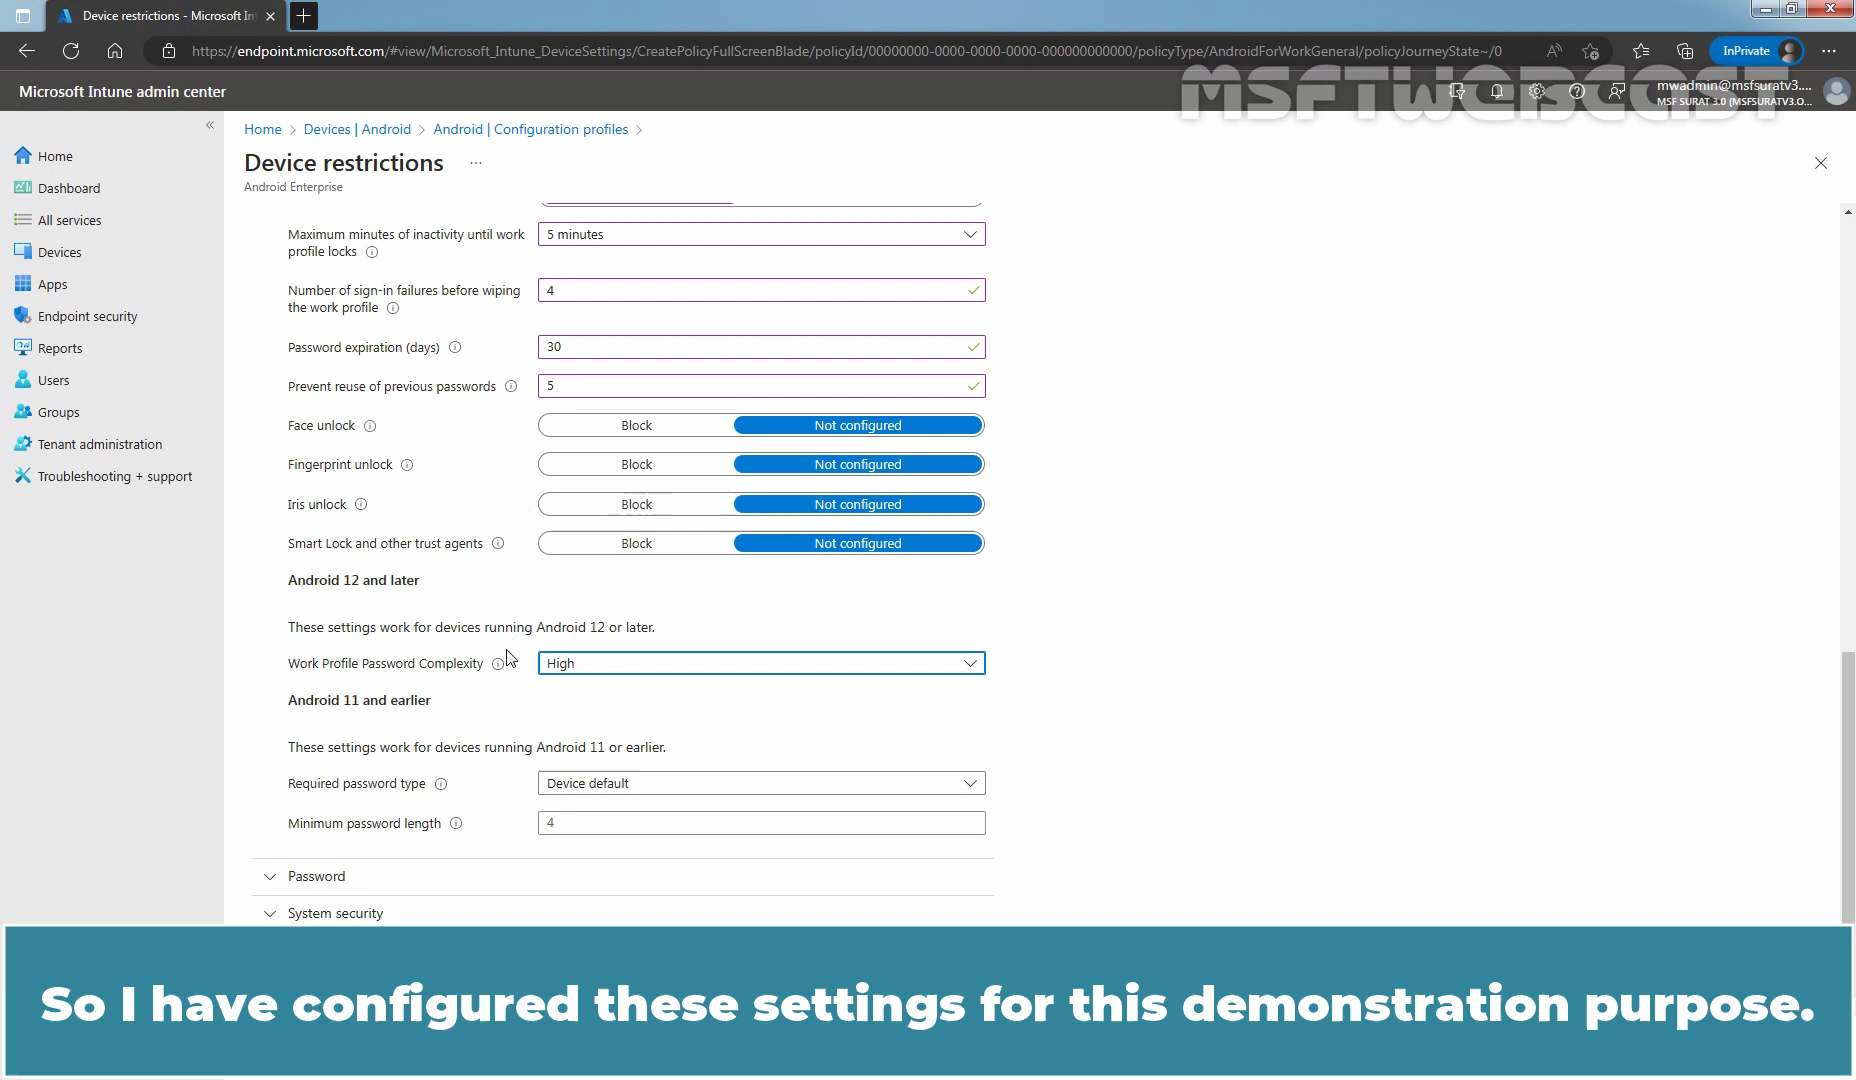 Device restrictions - Microsoft In
https://endpoint.microsoft.com/#view/Microsoft_Intune_DeviceSettings/CreatePolicyFullScreenBlade/policyId/00000000-0000-0000-0000-000000000000/policyType/AndroidForWorkGeneral/policyJourneyState~/0
InPrivate
Microsoft Intune admin center
MSFTWEBCAST
mwadmin@msfsuratv3....
MSF SURAT 3.0 (MSFSURATV3.O...
Home > Devices | Android > Android | Configuration profiles >
Device restrictions ...
Android Enterprise
Home
Dashboard
All services
Devices
Apps
Endpoint security
Reports
Users
Groups
Tenant administration
Troubleshooting + support
Maximum minutes of inactivity until work profile locks
5 minutes
Number of sign-in failures before wiping the work profile
4
Password expiration (days)
30
Prevent reuse of previous passwords
5
Face unlock
Block Not configured
Fingerprint unlock
Block Not configured
Iris unlock
Block Not configured
Smart Lock and other trust agents
Block Not configured
Android 12 and later
These settings work for devices running Android 12 or later.
Work Profile Password Complexity
High
Android 11 and earlier
These settings work for devices running Android 11 or earlier.
Required password type
Device default
Minimum password length
4
Password
System security
So I have configured these settings for this demonstration purpose.